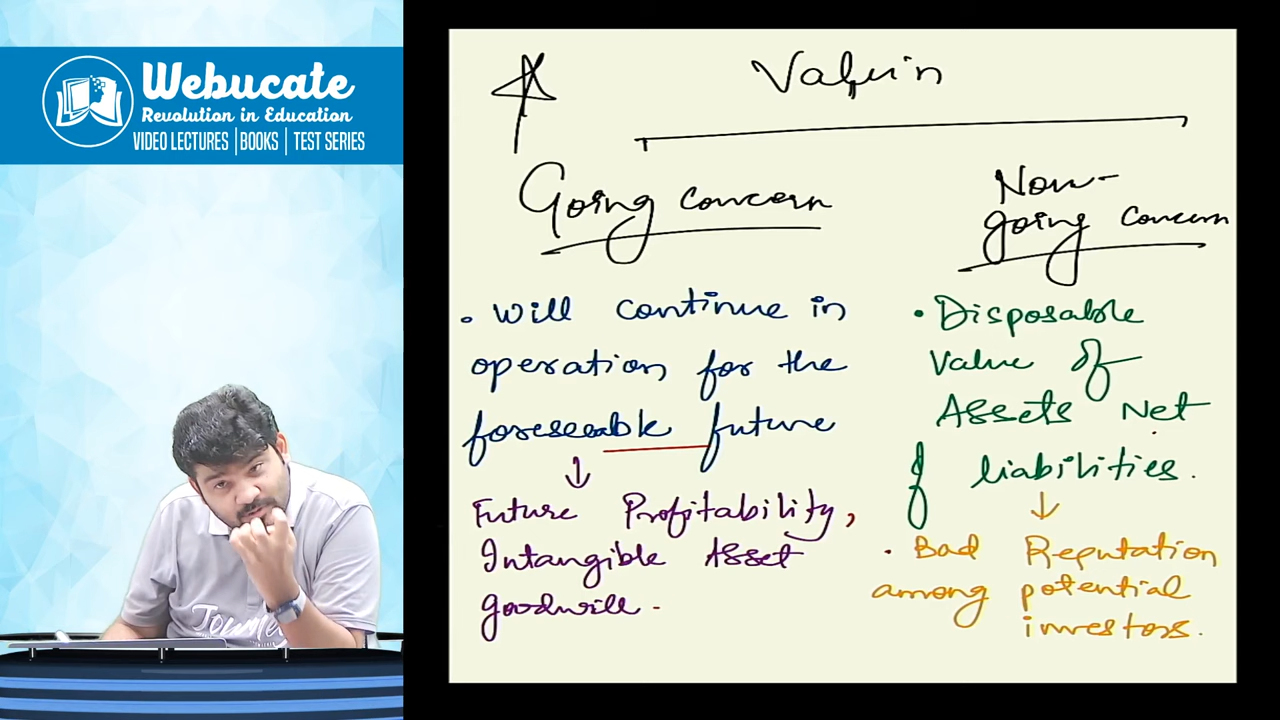 Webucate
Revolution in Education
VIDEO LECTURES | BOOKS | TEST SERIES
Going concern
Non-
going concern
• Will continue in
operation for the
foreseeable future
↓
Future Profitability,
Intangible Asset
goodwill.
• Disposable
Value of
Assets Net
of liabilities.
↓
• Bad Reputation
among potential
investors.